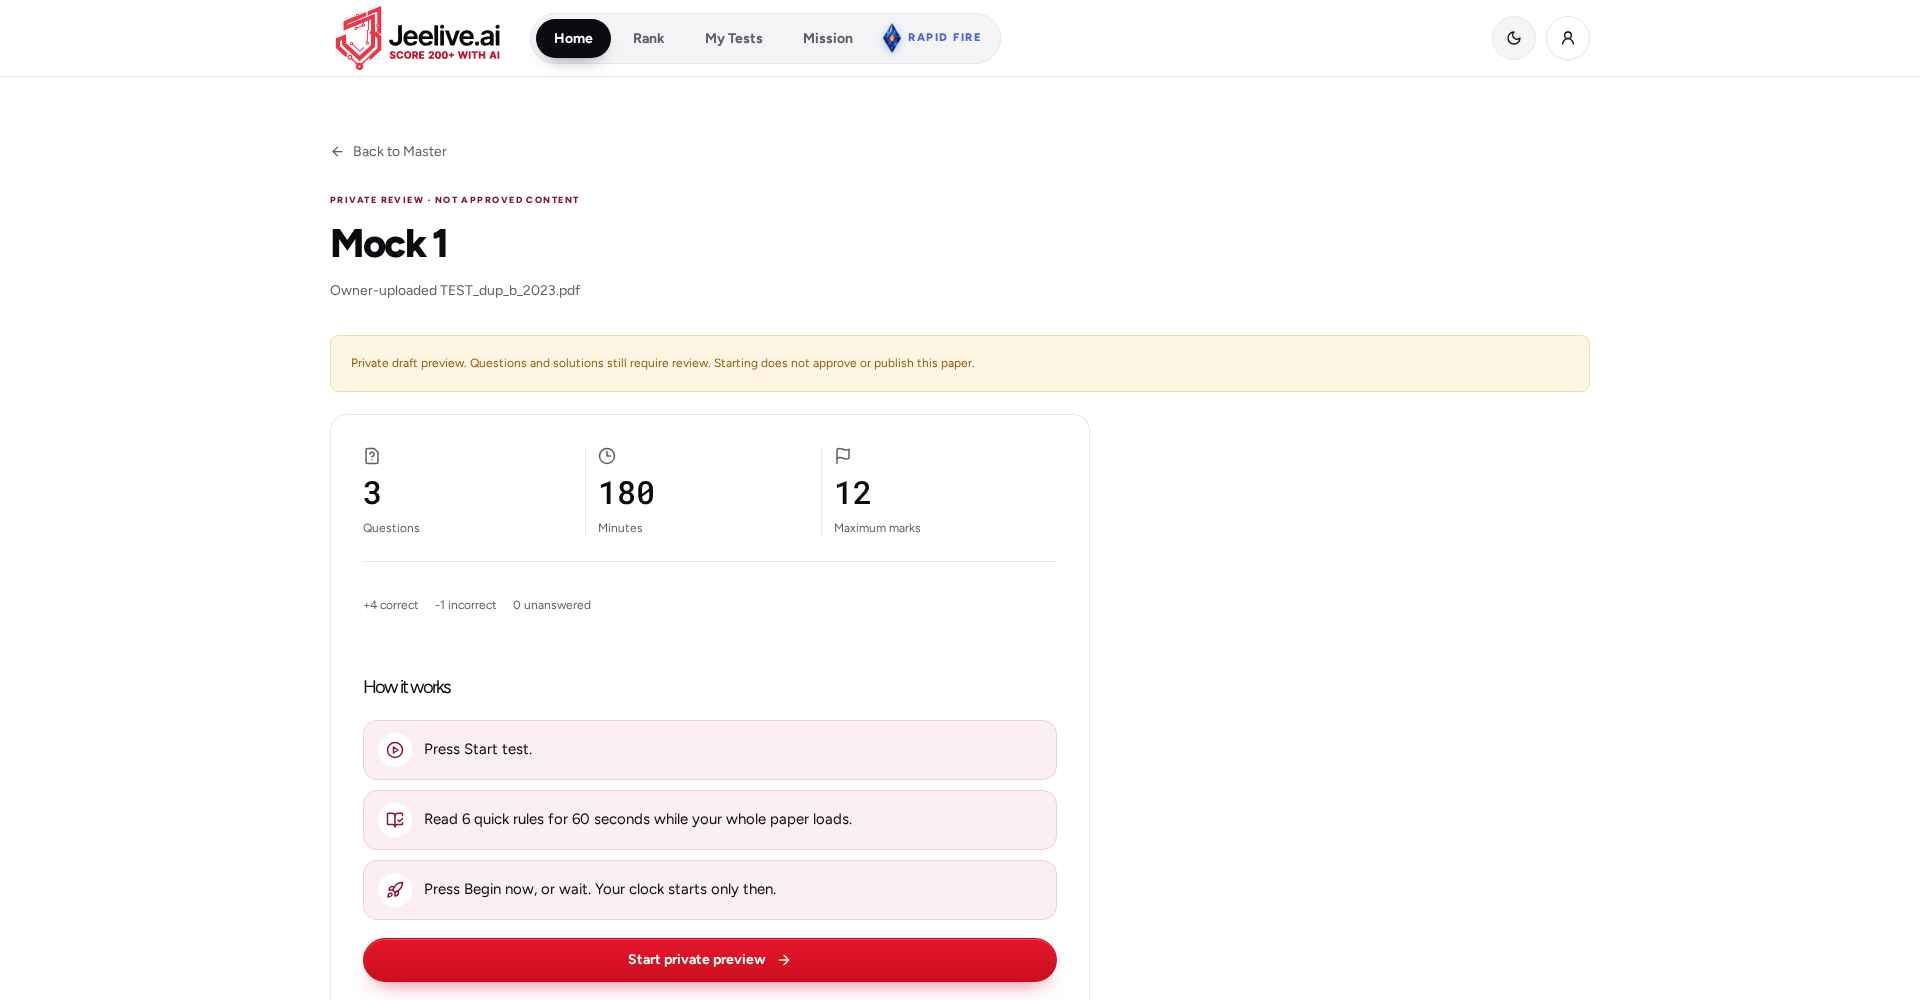 Jeelive.ai
SCORE 200+ WITH AI
Home
Rank
My Tests
Mission
RAPID FIRE
Back to Master
PRIVATE REVIEW · NOT APPROVED CONTENT
Mock 1
Owner-uploaded TEST_dup_b_2023.pdf
Private draft preview. Questions and solutions still require review. Starting does not approve or publish this paper.
3
Questions
180
Minutes
12
Maximum marks
+4 correct
-1 incorrect
0 unanswered
How it works
Press Start test.
Read 6 quick rules for 60 seconds while your whole paper loads.
Press Begin now, or wait. Your clock starts only then.
Start private preview